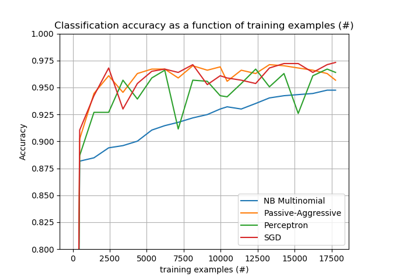 Classification accuracy as a function of training examples (#)
1.000
0.975
0.950
0.925
0.900
0.875
0.850
0.825
0.800
Accuracy
NB Multinomial
Passive-Aggressive
Perceptron
SGD
0 2500 5000 7500 10000 12500 15000 17500
training examples (#)